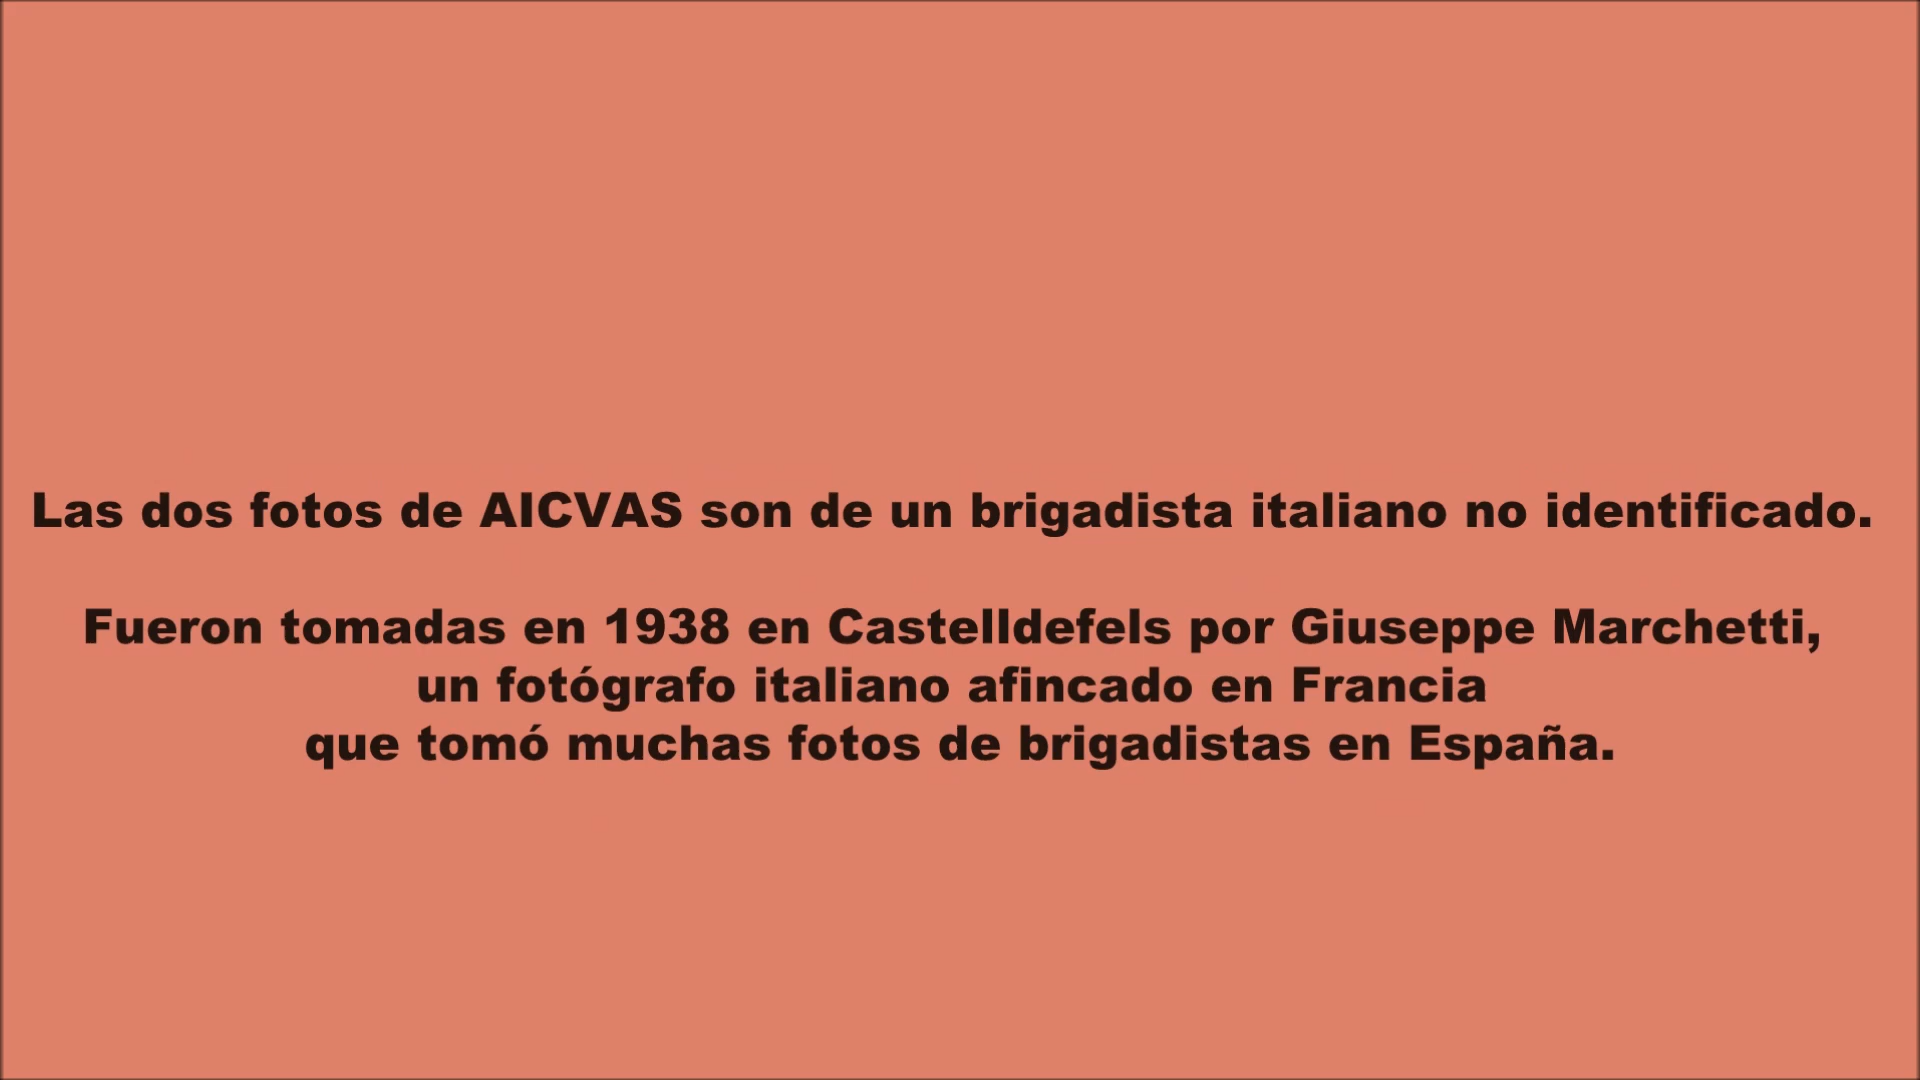 Las dos fotos de AICVAS son de un brigadista italiano no identificado.
Fueron tomadas en 1938 en Castelldefels por Giuseppe Marchetti,
un fotógrafo italiano afincado en Francia
que tomó muchas fotos de brigadistas en España.